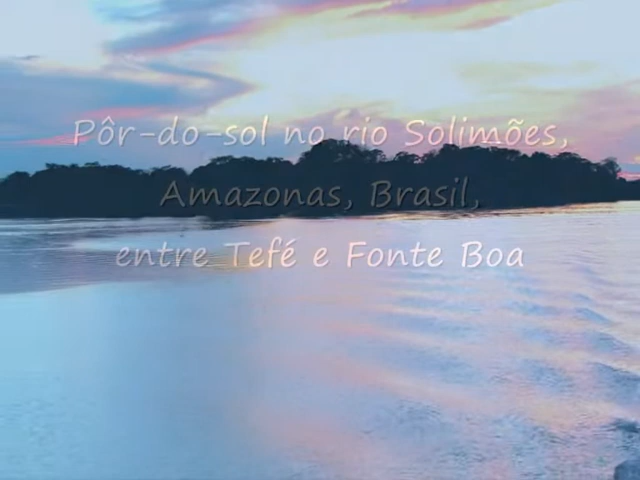 Pôr-do-sol no rio Solimões,
Amazonas, Brasil,
entre Tefé e Fonte Boa